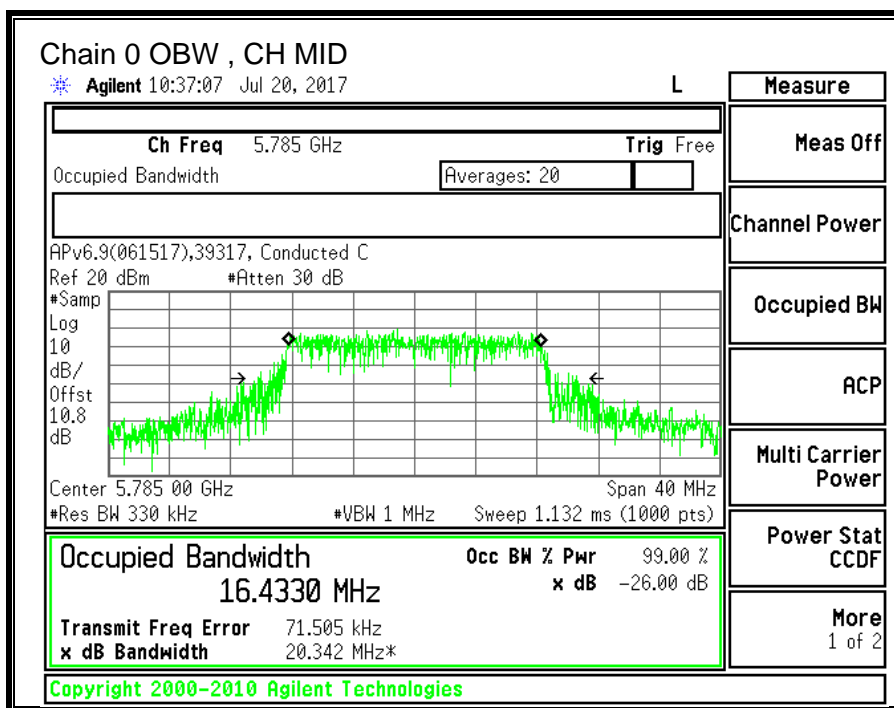 Chain 0 OBW , CH MID
Agilent 10:37:07 Jul 20, 2017 L
Measure
Ch Freq 5.785 GHz Trig Free
Occupied Bandwidth Averages: 20
Meas Off
Channel Power
Occupied BW
ACP
Multi Carrier
Power
Power Stat
CCDF
More
1 of 2
APv6.9(061517),39317, Conducted C
Ref 20 dBm #Atten 30 dB
#Samp
Log
10
dB/
Offst
10.8
dB
Center 5.785 00 GHz Span 40 MHz
#Res BW 330 kHz #VBW 1 MHz Sweep 1.132 ms (1000 pts)
Occupied Bandwidth Occ BW % Pwr 99.00 %
16.4330 MHz x dB -26.00 dB
Transmit Freq Error 71.505 kHz
x dB Bandwidth 20.342 MHz*
Copyright 2000-2010 Agilent Technologies